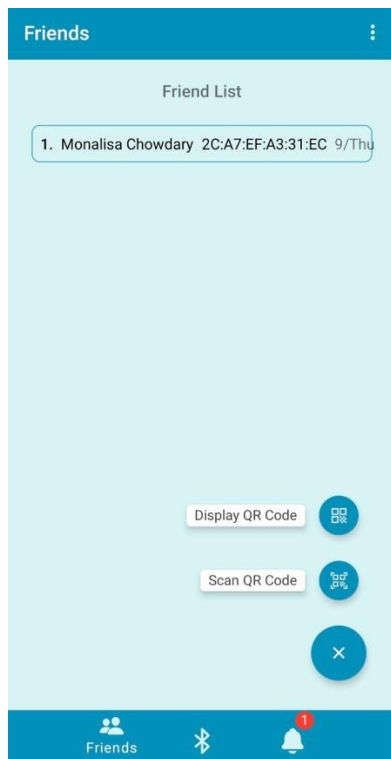 Friends
Friend List
1. Monalisa Chowdary 2C:A7:EF:A3:31:EC 9/Thu
Display QR Code
Scan QR Code
1
Friends